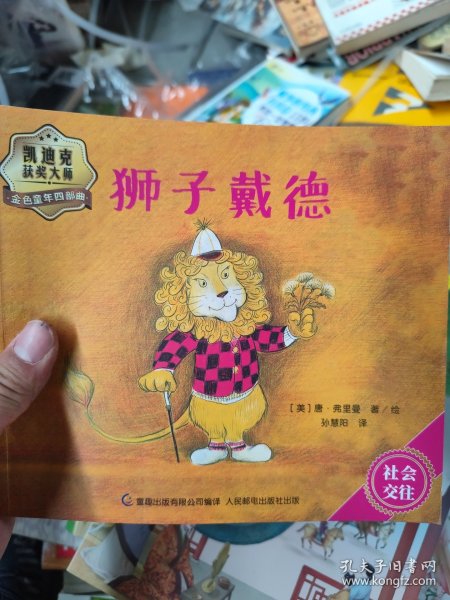 凯迪克
获奖大师
金色童年四部曲
狮子戴德
[美] 唐·弗里曼 著/绘
孙慧阳 译
社会
交往
童趣出版有限公司编译 人民邮电出版社出版
孔夫子旧书网
www.kongfz.com